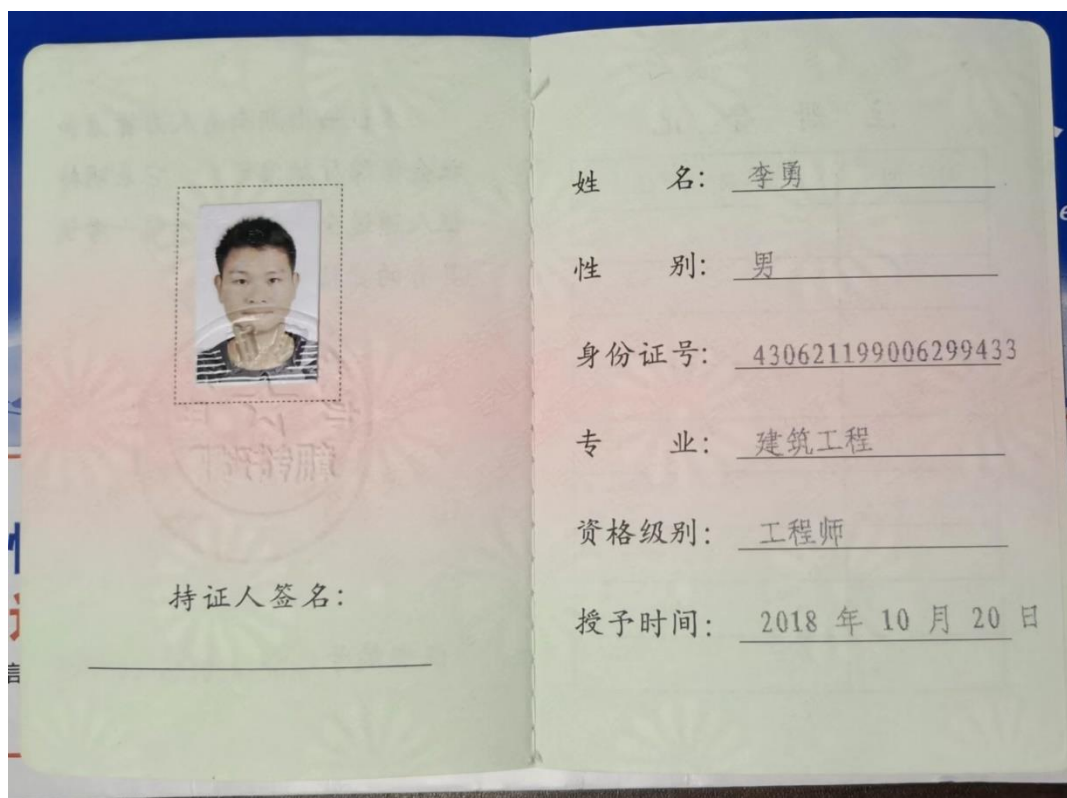 持证人签名：
姓 名： 李勇
性 别： 男
身份证号： 430621199006299433
专 业： 建筑工程
资格级别： 工程师
授予时间： 2018 年 10 月 20 日